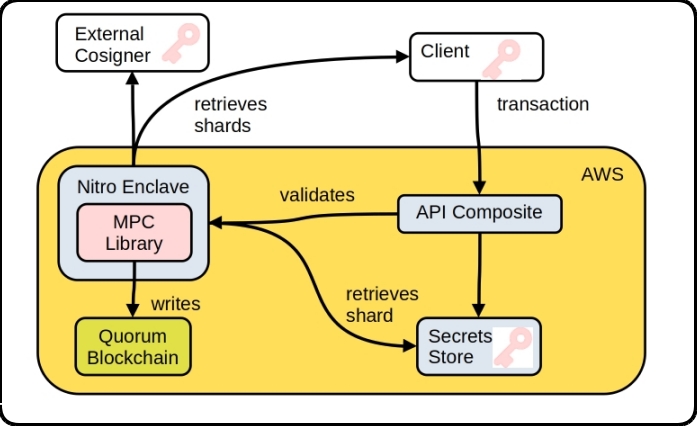 External
Cosigner
Client
retrieves
shards
transaction
AWS
Nitro Enclave
validates
MPC
Library
API Composite
retrieves
shard
writes
Quorum
Blockchain
Secrets
Store